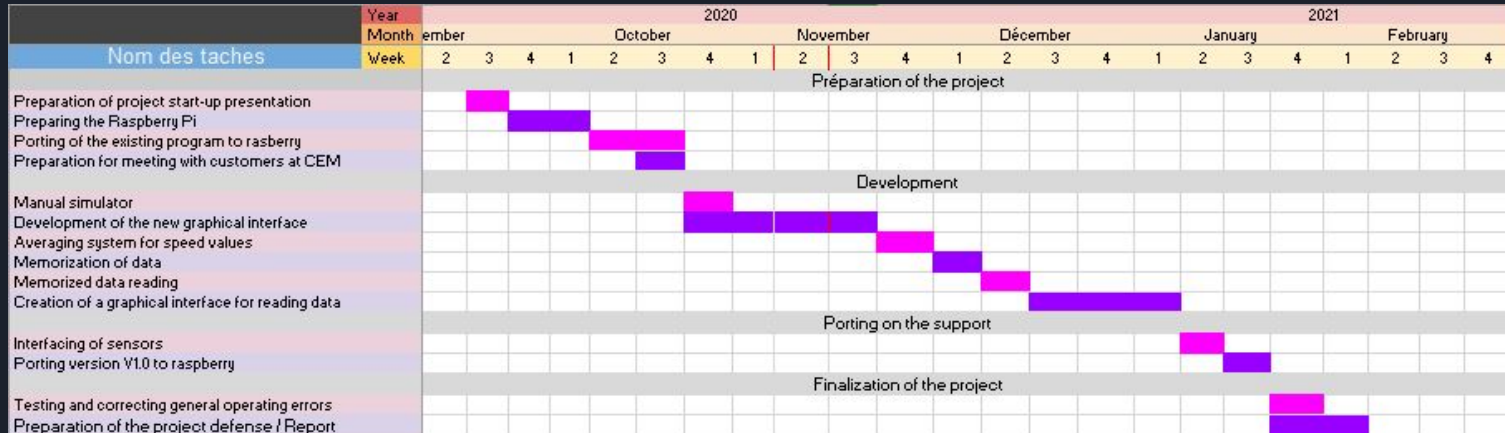 Year 2020 2021
Month ember October November Décember January February
Nom des taches Week 2 3 4 1 2 3 4 1 2 3 4 1 2 3 4 1 2 3 4 1 2 3 4
Préparation of the project
Preparation of project start-up presentation
Preparing the Raspberry Pi
Porting of the existing program to rasberry
Preparation for meeting with customers at CEM
Development
Manual simulator
Development of the new graphical interface
Averaging system for speed values
Memorization of data
Memorized data reading
Creation of a graphical interface for reading data
Porting on the support
Interfacing of sensors
Porting version V1.0 to raspberry
Finalization of the project
Testing and correcting general operating errors
Preparation of the project defense / Report